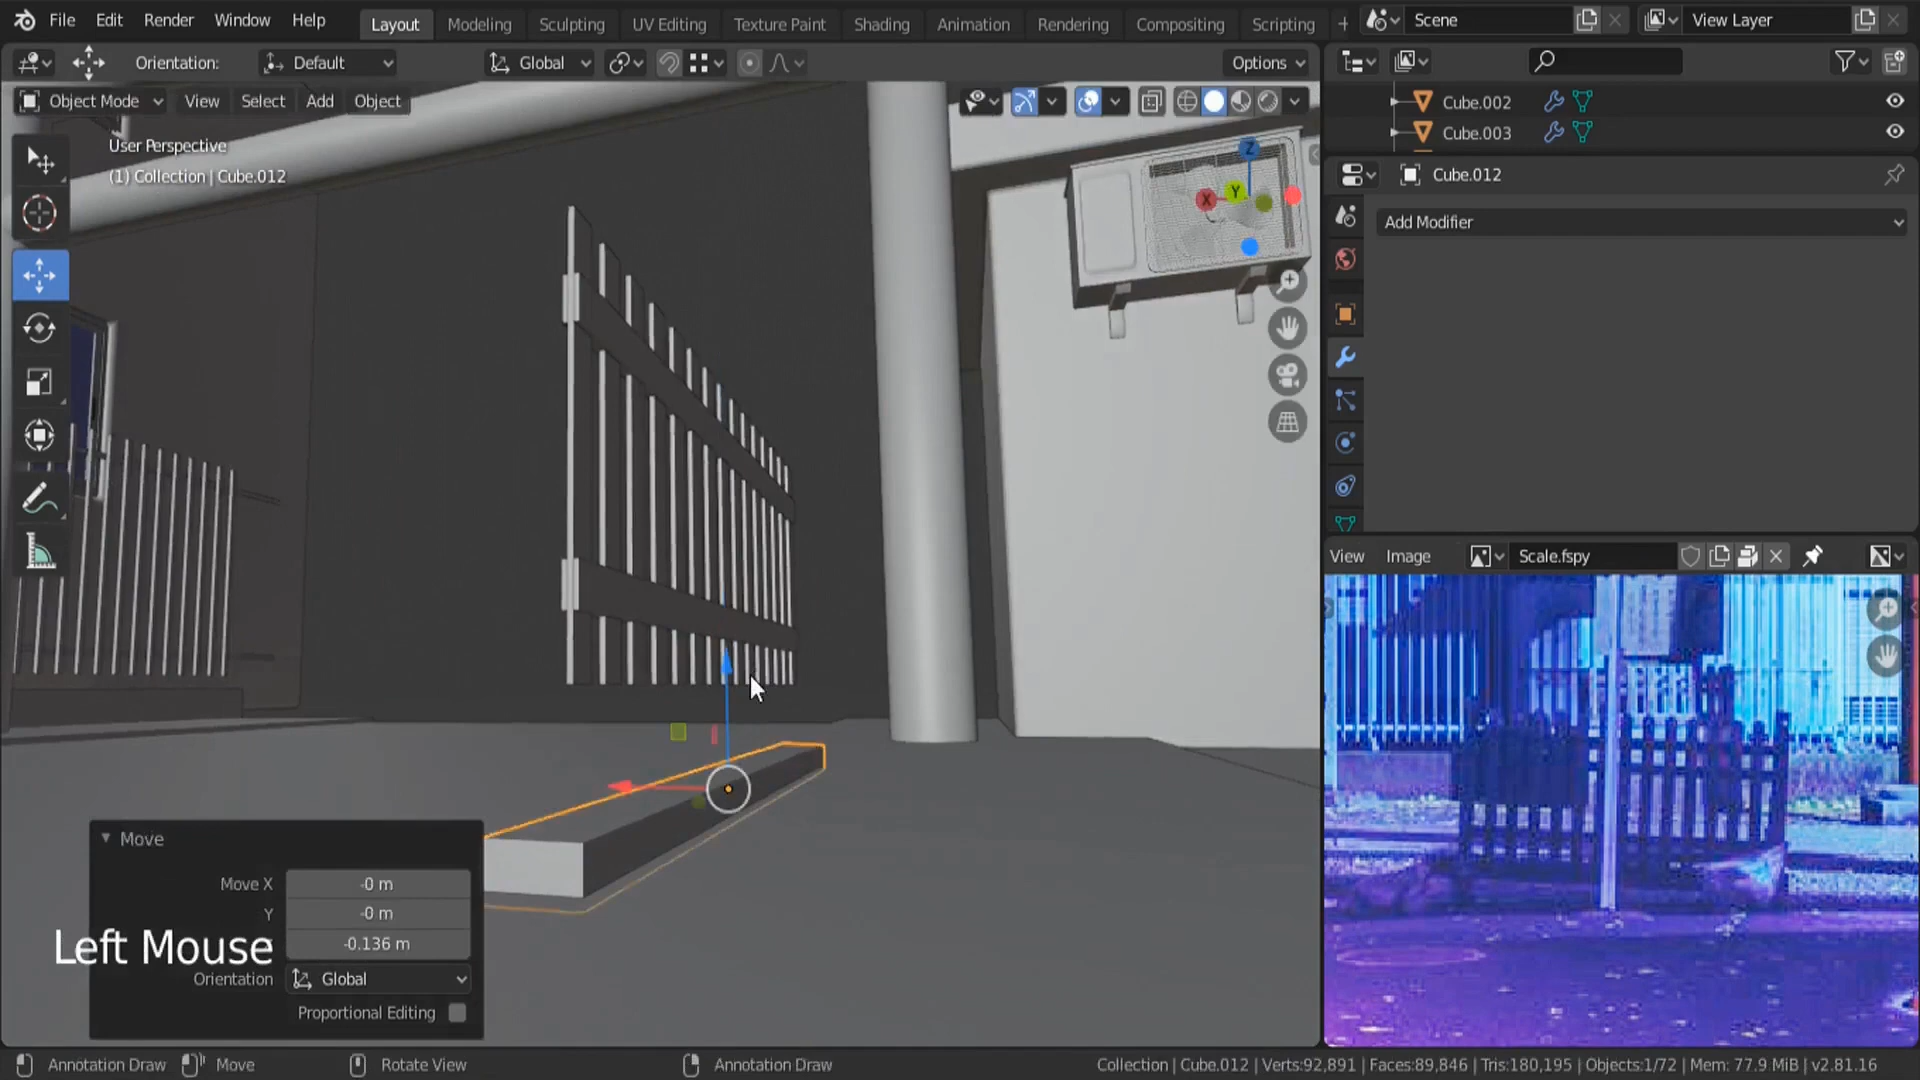 File Edit Render Window Help
Layout Modeling Sculpting UV Editing Texture Paint Shading Animation Rendering Compositing Scripting +
Scene
View Layer
Orientation: Default
Global
Options
Object Mode View Select Add Object
User Perspective
(1) Collection | Cube.012
Z
Y
X
Cube.002
Cube.003
Cube.012
Add Modifier
View Image Scale.fspy
Move
Move X -0 m
Y -0 m
-0.136 m
Left Mouse
Orientation Global
Proportional Editing
Annotation Draw Move Rotate View Annotation Draw
Collection | Cube.012 | Verts:92,891 | Faces:89,846 | Tris:180,195 | Objects:1/72 | Mem: 77.9 MiB | v2.81.16